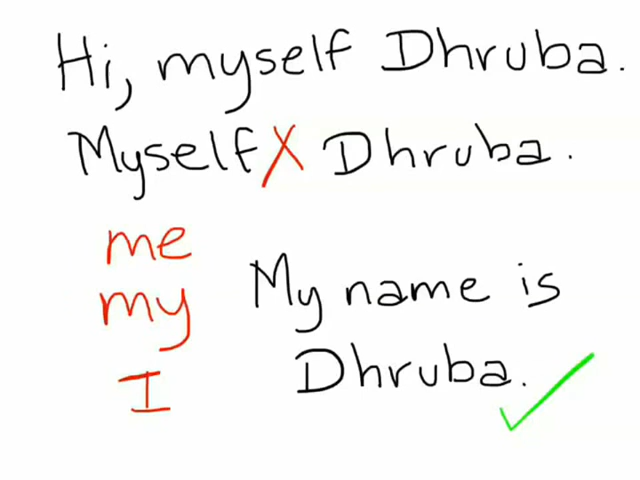 Hi, myself Dhruba.
Myself X Dhruba.
me
my
I
My name is
Dhruba.